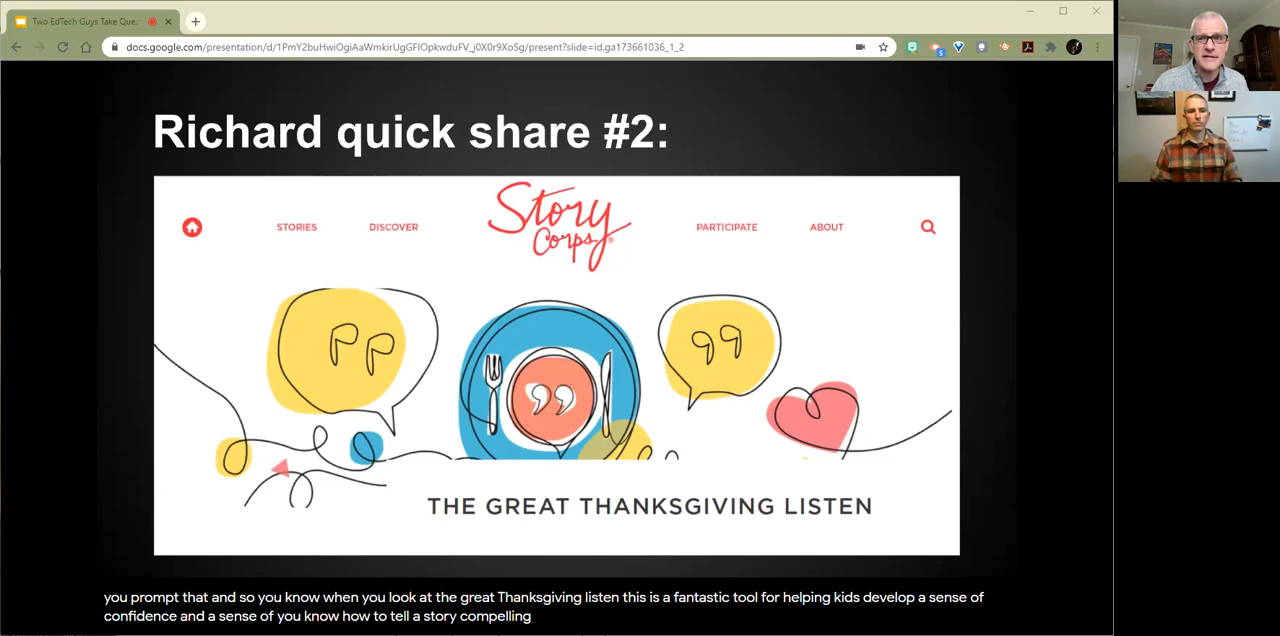 Two EdTech Guys Take Que
docs.google.com/presentation/d/1PmY2buHwiOgiAaWmkirUgGFIOpkwduFV_j0X0r9XoSg/present?slide=id.ga173661036_1_2
5
Richard quick share #2:
Story
Corps
STORIES
DISCOVER
PARTICIPATE
ABOUT
THE GREAT THANKSGIVING LISTEN
you prompt that and so you know when you look at the great Thanksgiving listen this is a fantastic tool for helping kids develop a sense of
confidence and a sense of you know how to tell a story compelling